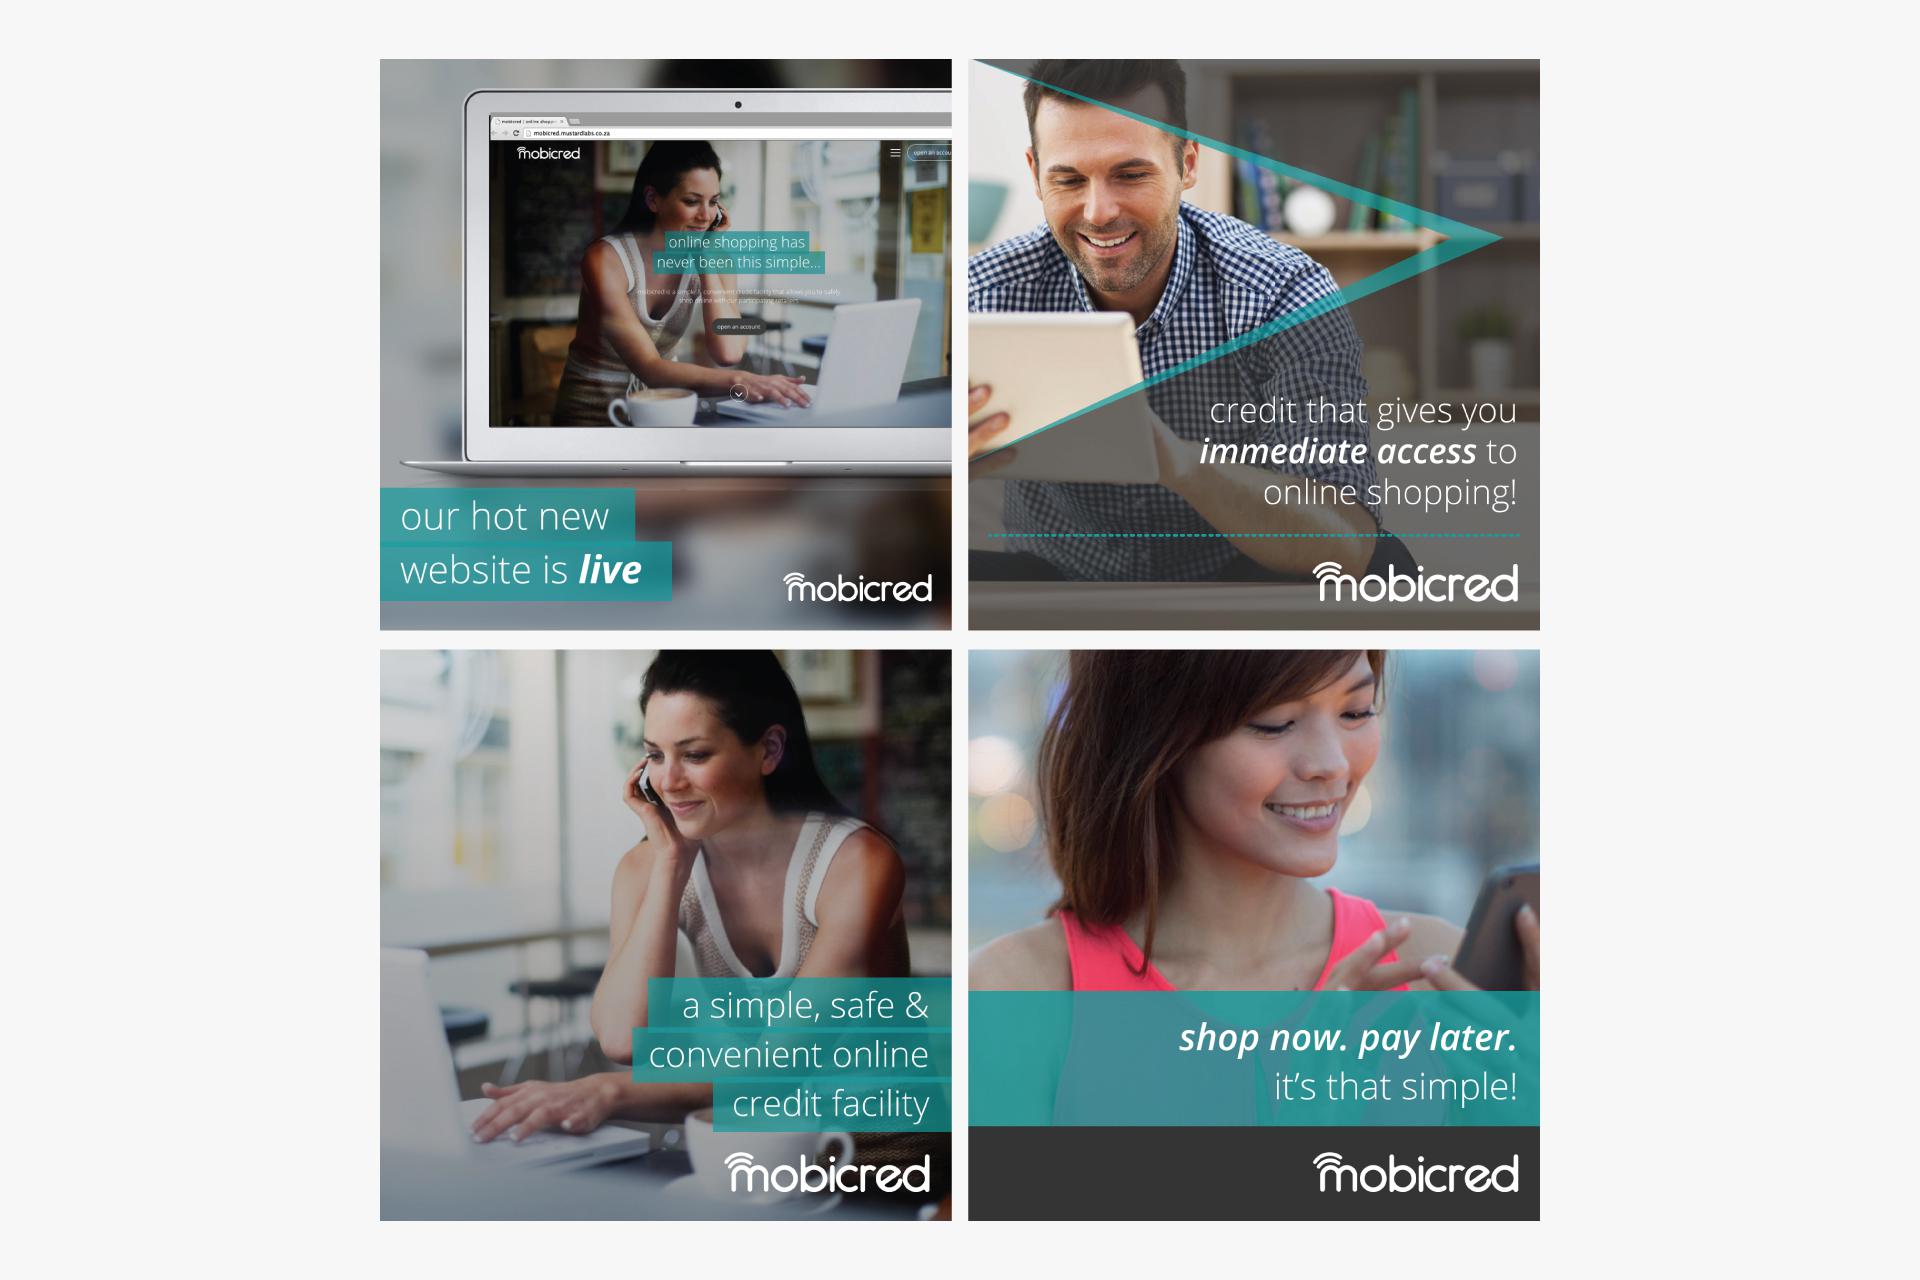 mobicred | online shoppin
mobicred.mustardlabs.co.za
mobicred
open an accou
online shopping has
never been this simple...
mobicred is a simple & convenient credit facility that allows you to safely
shop online with our participating retailers
open an account
our hot new
website is live
mobicred
credit that gives you
immediate access to
online shopping!
mobicred
a simple, safe &
convenient online
credit facility
mobicred
shop now. pay later.
it's that simple!
mobicred